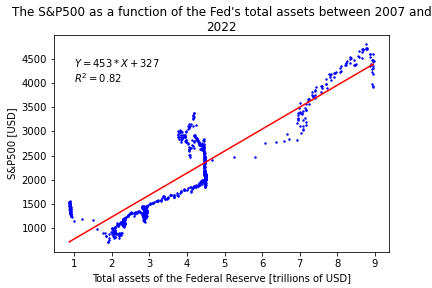 The S&P500 as a function of the Fed's total assets between 2007 and
2022
Y = 453 * X + 327
R² = 0.82
S&P500 [USD]
4500
4000
3500
3000
2500
2000
1500
1000
1 2 3 4 5 6 7 8 9
Total assets of the Federal Reserve [trillions of USD]